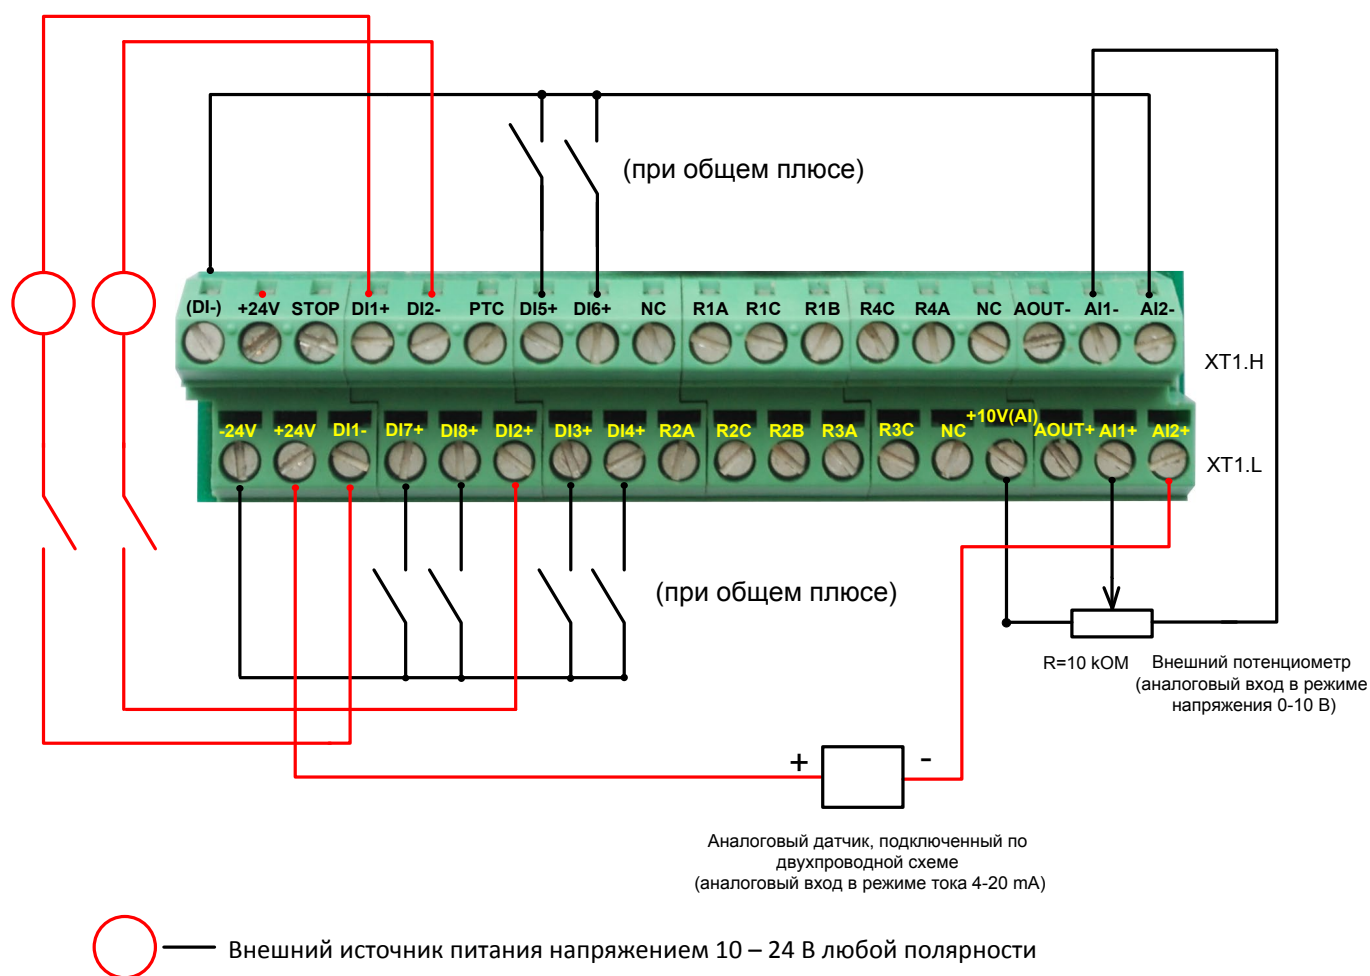 (при общем плюсе)
(DI-) +24V STOP DI1+ DI2- PTC DI5+ DI6+ NC R1A R1C R1B R4C R4A NC AOUT- AI1- AI2-
XT1.H
-24V +24V DI1- DI7+ DI8+ DI2+ DI3+ DI4+ R2A R2C R2B R3A R3C NC +10V(AI) AOUT+ AI1+ AI2+
XT1.L
(при общем плюсе)
R=10 kOM
Внешний потенциометр
(аналоговый вход в режиме
напряжения 0-10 В)
+ -
Аналоговый датчик, подключенный по
двухпроводной схеме
(аналоговый вход в режиме тока 4-20 mA)
Внешний источник питания напряжением 10 – 24 В любой полярности